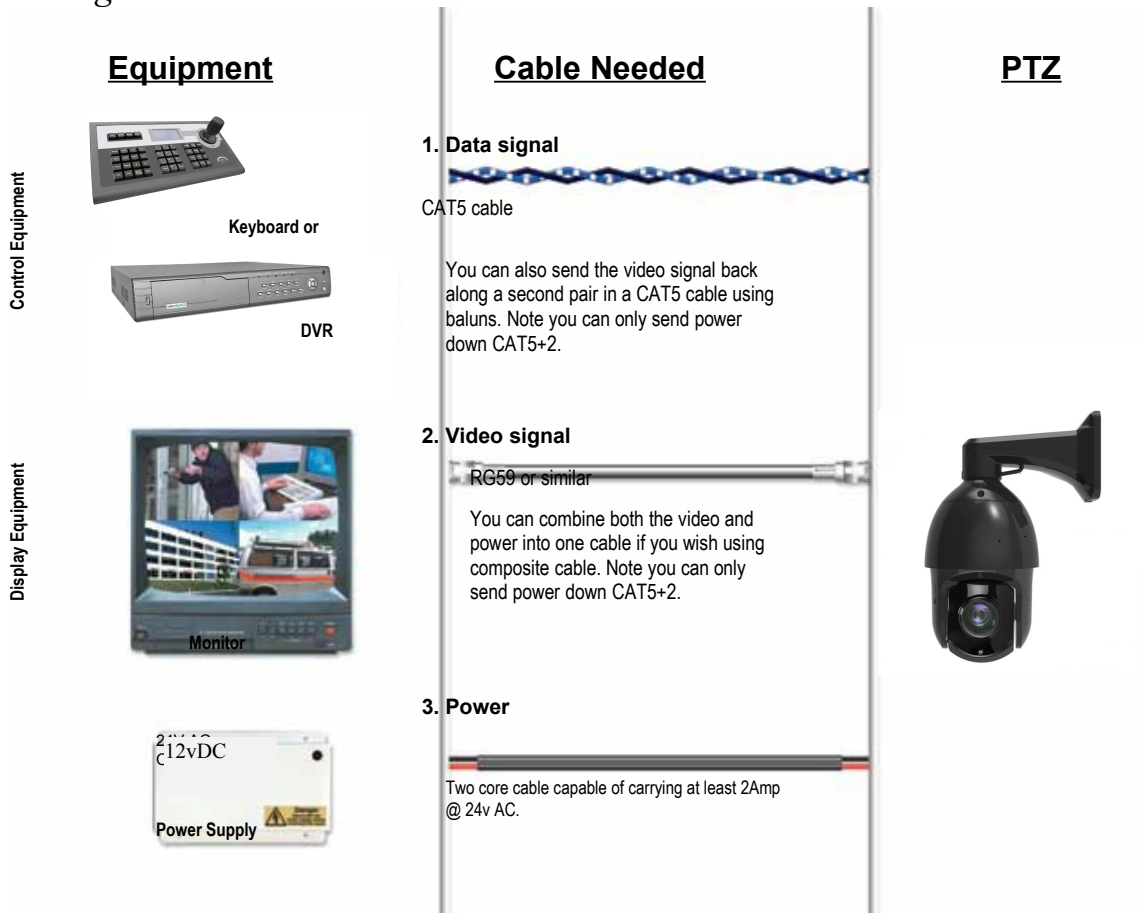 Equipment
Cable Needed
PTZ
Control Equipment
Keyboard or
DVR
1. Data signal
CAT5 cable
You can also send the video signal back
along a second pair in a CAT5 cable using
baluns. Note you can only send power
down CAT5+2.
Display Equipment
Monitor
2. Video signal
RG59 or similar
You can combine both the video and
power into one cable if you wish using
composite cable. Note you can only
send power down CAT5+2.
12vDC
Power Supply
Danger
3. Power
Two core cable capable of carrying at least 2Amp
@ 24v AC.